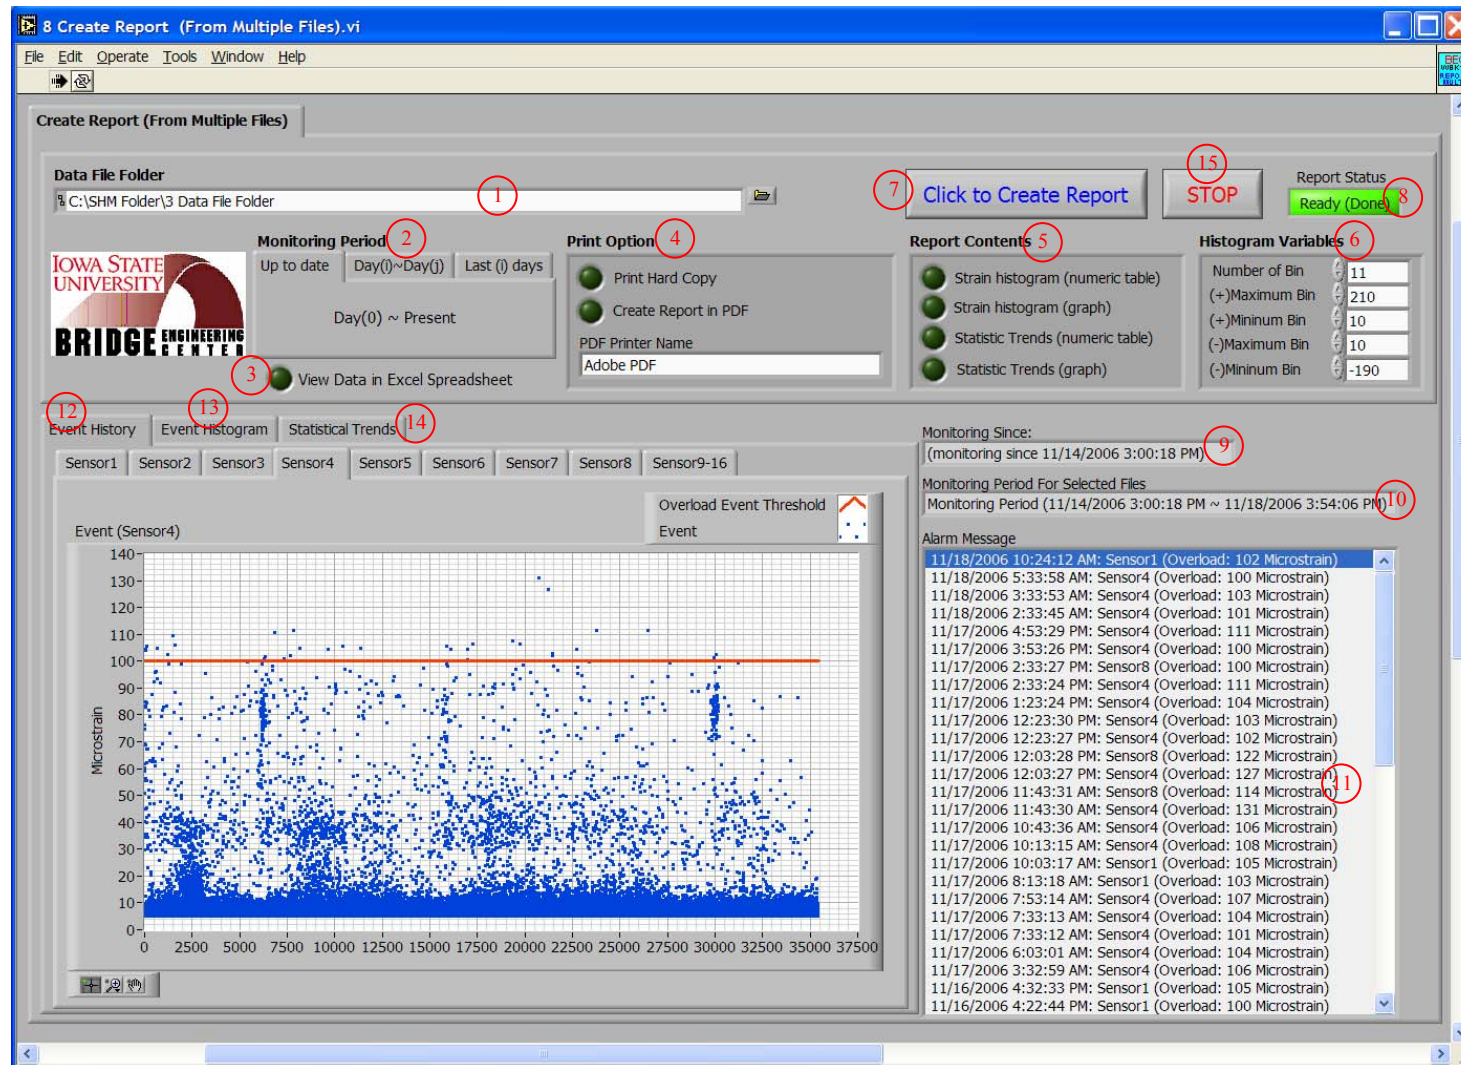 8 Create Report (From Multiple Files).vi
File Edit Operate Tools Window Help
Create Report (From Multiple Files)
Data File Folder
C:\SHM Folder\3 Data File Folder
1
7
Click to Create Report
15
STOP
Report Status
Ready (Done)
8
IOWA STATE
UNIVERSITY
BRIDGE ENGINEERING
CENTER
Monitoring Period
2
Up to date Day(i)~Day(j) Last (i) days
Day(0) ~ Present
3
View Data in Excel Spreadsheet
Print Option
4
Print Hard Copy
Create Report in PDF
PDF Printer Name
Adobe PDF
Report Contents
5
Strain histogram (numeric table)
Strain histogram (graph)
Statistic Trends (numeric table)
Statistic Trends (graph)
Histogram Variables
6
Number of Bin 11
(+)Maximum Bin 210
(+)Mininum Bin 10
(-)Maximum Bin 10
(-)Mininum Bin -190
12
13
14
Event History Event Histogram Statistical Trends
Sensor1 Sensor2 Sensor3 Sensor4 Sensor5 Sensor6 Sensor7 Sensor8 Sensor9-16
Overload Event Threshold
Event
Event (Sensor4)
Microstrain
140
130
120
110
100
90
80
70
60
50
40
30
20
10
0
0 2500 5000 7500 10000 12500 15000 17500 20000 22500 25000 27500 30000 32500 35000 37500
Monitoring Since:
(monitoring since 11/14/2006 3:00:18 PM)
9
Monitoring Period For Selected Files
Monitoring Period (11/14/2006 3:00:18 PM ~ 11/18/2006 3:54:06 PM)
10
Alarm Message
11/18/2006 10:24:12 AM: Sensor1 (Overload: 102 Microstrain)
11/18/2006 5:33:58 AM: Sensor4 (Overload: 100 Microstrain)
11/18/2006 3:33:53 AM: Sensor4 (Overload: 103 Microstrain)
11/18/2006 2:33:45 AM: Sensor4 (Overload: 101 Microstrain)
11/17/2006 4:53:29 PM: Sensor4 (Overload: 111 Microstrain)
11/17/2006 3:53:26 PM: Sensor4 (Overload: 100 Microstrain)
11/17/2006 2:33:27 PM: Sensor8 (Overload: 100 Microstrain)
11/17/2006 2:33:24 PM: Sensor4 (Overload: 111 Microstrain)
11/17/2006 1:23:24 PM: Sensor4 (Overload: 104 Microstrain)
11/17/2006 12:23:30 PM: Sensor4 (Overload: 103 Microstrain)
11/17/2006 12:23:27 PM: Sensor4 (Overload: 102 Microstrain)
11/17/2006 12:03:28 PM: Sensor8 (Overload: 122 Microstrain)
11/17/2006 12:03:27 PM: Sensor4 (Overload: 127 Microstrain)
11/17/2006 11:43:31 AM: Sensor8 (Overload: 114 Microstrain)
11/17/2006 11:43:30 AM: Sensor4 (Overload: 131 Microstrain)
11/17/2006 10:43:36 AM: Sensor4 (Overload: 106 Microstrain)
11/17/2006 10:13:15 AM: Sensor4 (Overload: 108 Microstrain)
11/17/2006 10:03:17 AM: Sensor1 (Overload: 105 Microstrain)
11/17/2006 8:13:18 AM: Sensor1 (Overload: 103 Microstrain)
11/17/2006 7:53:14 AM: Sensor4 (Overload: 107 Microstrain)
11/17/2006 7:33:13 AM: Sensor4 (Overload: 104 Microstrain)
11/17/2006 7:33:12 AM: Sensor4 (Overload: 101 Microstrain)
11/17/2006 6:03:01 AM: Sensor4 (Overload: 104 Microstrain)
11/17/2006 3:32:59 AM: Sensor4 (Overload: 106 Microstrain)
11/16/2006 4:32:33 PM: Sensor1 (Overload: 105 Microstrain)
11/16/2006 4:22:44 PM: Sensor1 (Overload: 100 Microstrain)
11